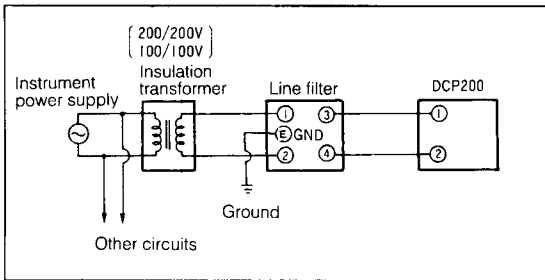 200/200V
100/100V
Instrument
power supply
Insulation
transformer
Line filter
DCP200
1 3
E GND
2 4
1
2
Ground
Other circuits